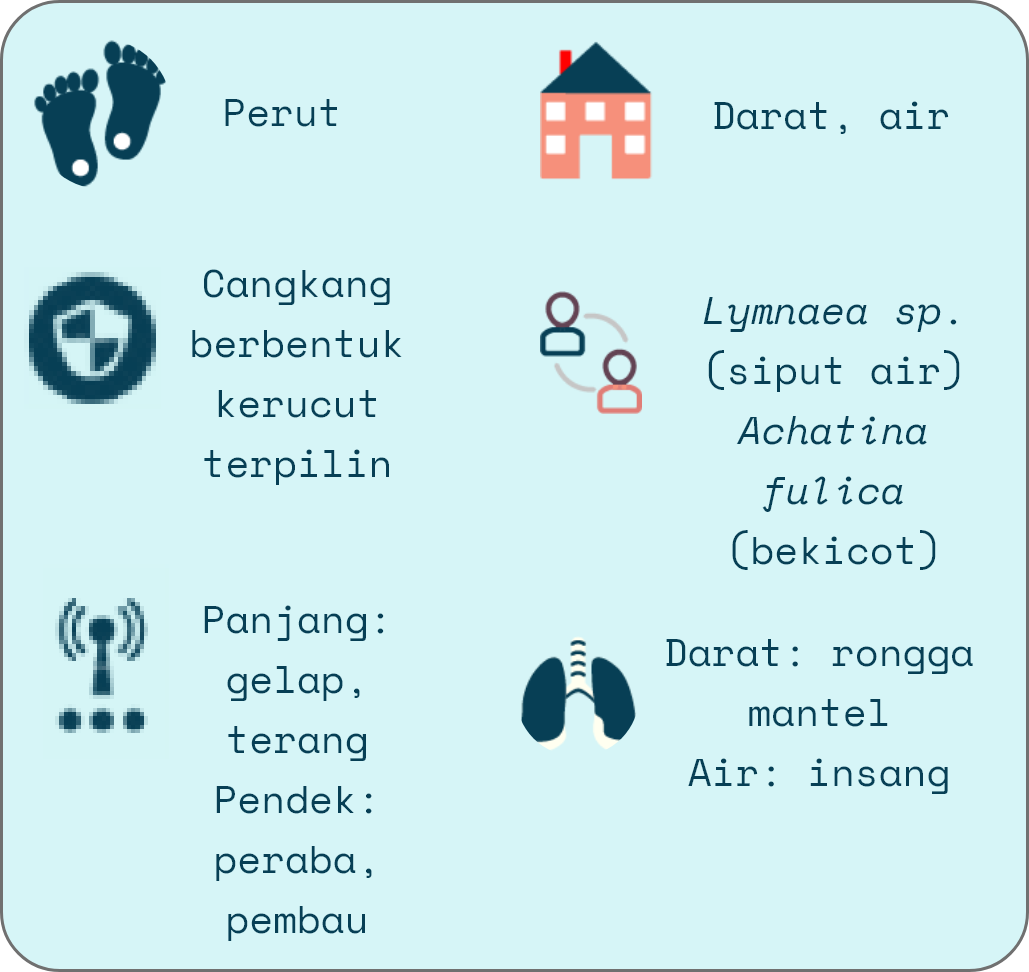 Perut
Darat, air
Cangkang
berbentuk
kerucut
terpilin
Lymnaea sp.
(siput air)
Achatina
fulica
(bekicot)
Panjang:
gelap,
terang
Pendek:
peraba,
pembau
Darat: rongga
mantel
Air: insang